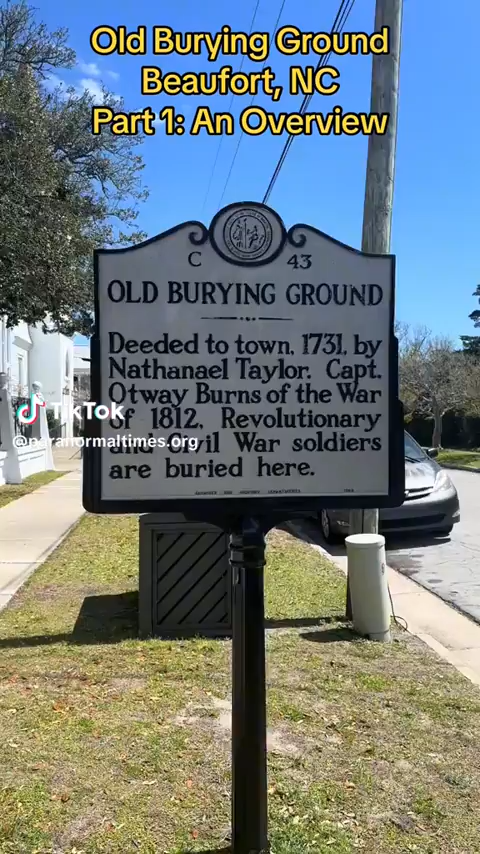 Old Burying Ground
Beaufort, NC
Part 1: An Overview
C 43
OLD BURYING GROUND
Deeded to town, 1731, by
Nathanael Taylor. Capt.
Otway Burns of the War
of 1812, Revolutionary
and Civil War soldiers
are buried here.
TikTok
@paranormaltimes.org